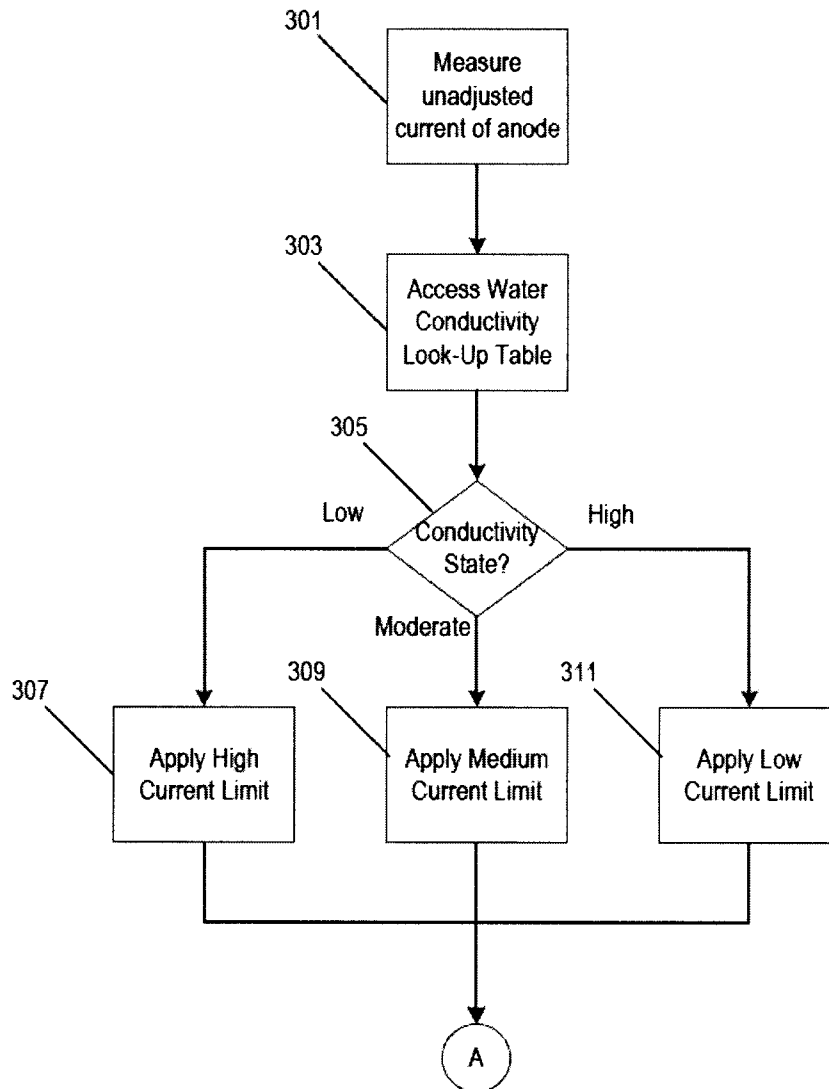 301
Measure
unadjusted
current of anode
303
Access Water
Conductivity
Look-Up Table
305
Low
Conductivity
State?
High
Moderate
307
Apply High
Current Limit
309
Apply Medium
Current Limit
311
Apply Low
Current Limit
A